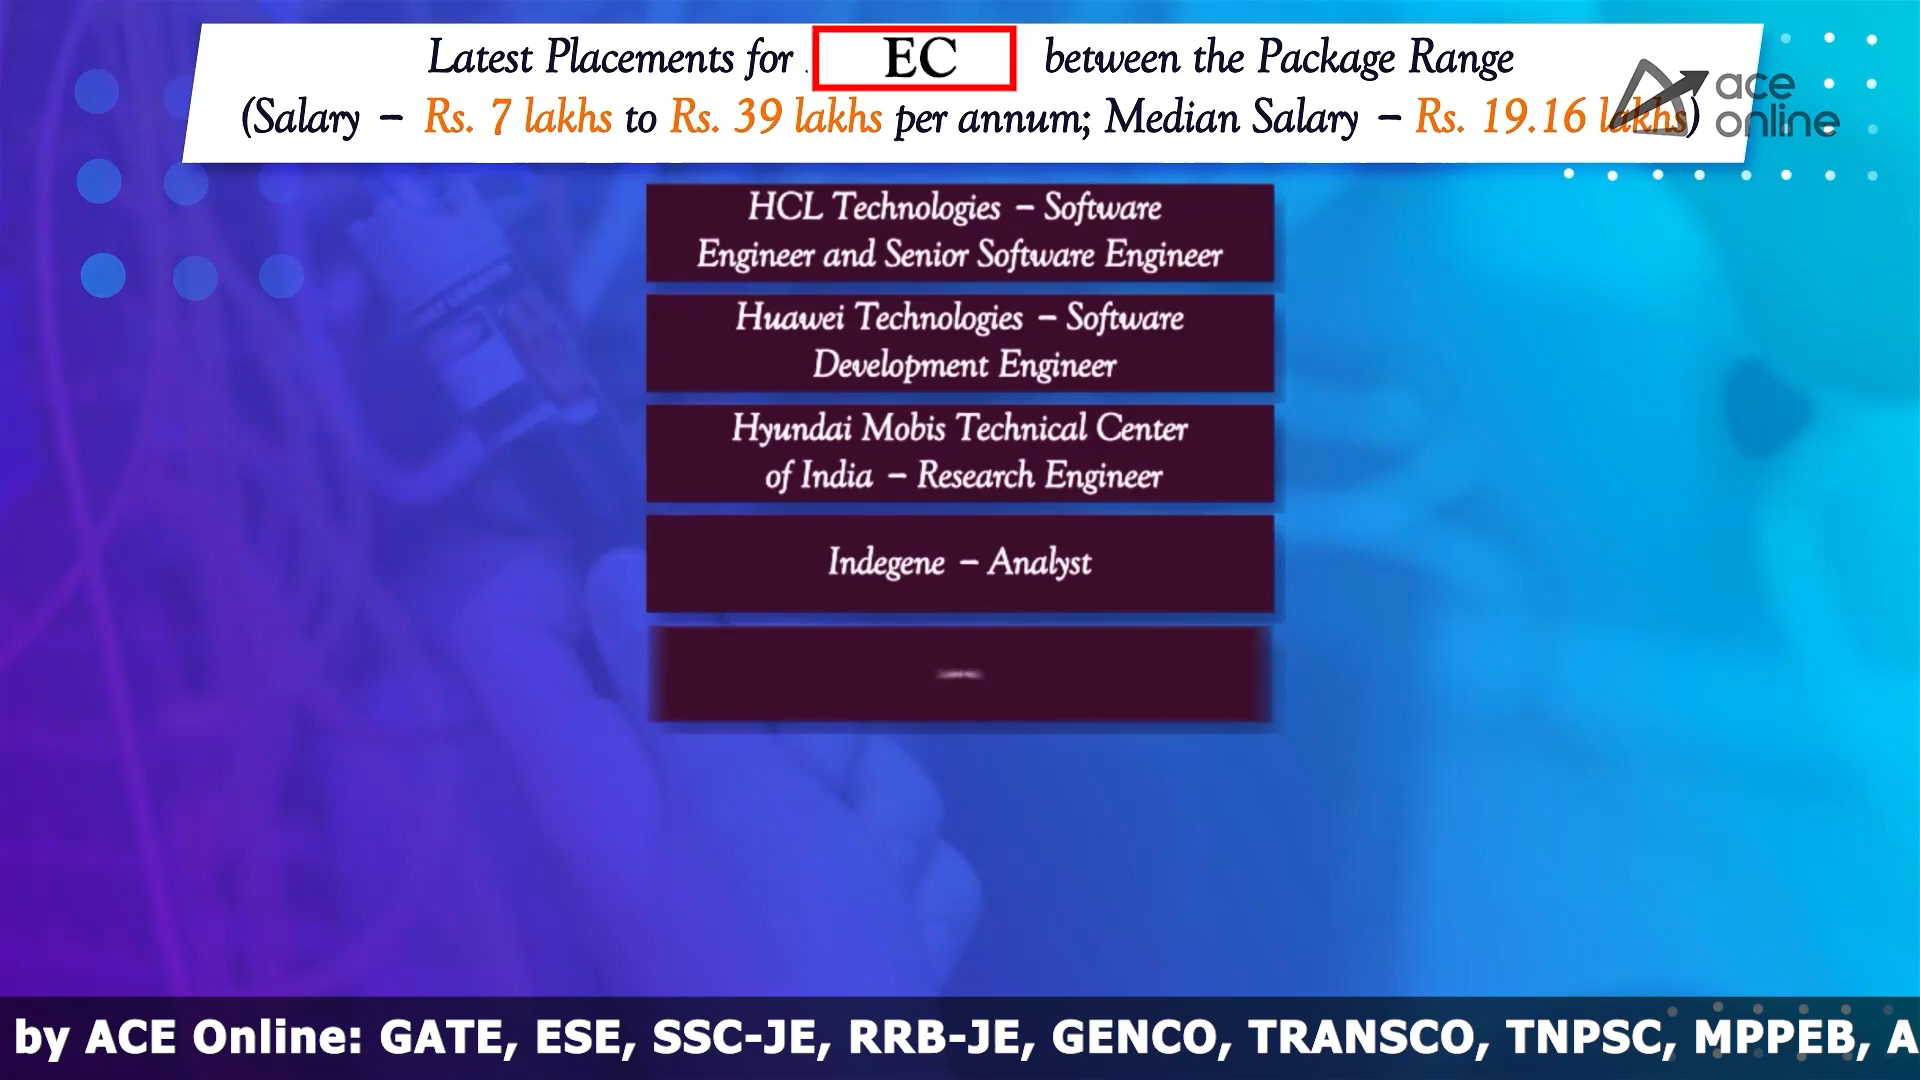 Latest Placements for EC between the Package Range
(Salary – Rs. 7 lakhs to Rs. 39 lakhs per annum; Median Salary – Rs. 19.16 lakhs)
ace
online
HCL Technologies – Software
Engineer and Senior Software Engineer
Huawei Technologies – Software
Development Engineer
Hyundai Mobis Technical Center
of India – Research Engineer
Indegene – Analyst
by ACE Online: GATE, ESE, SSC-JE, RRB-JE, GENCO, TRANSCO, TNPSC, MPPEB, A